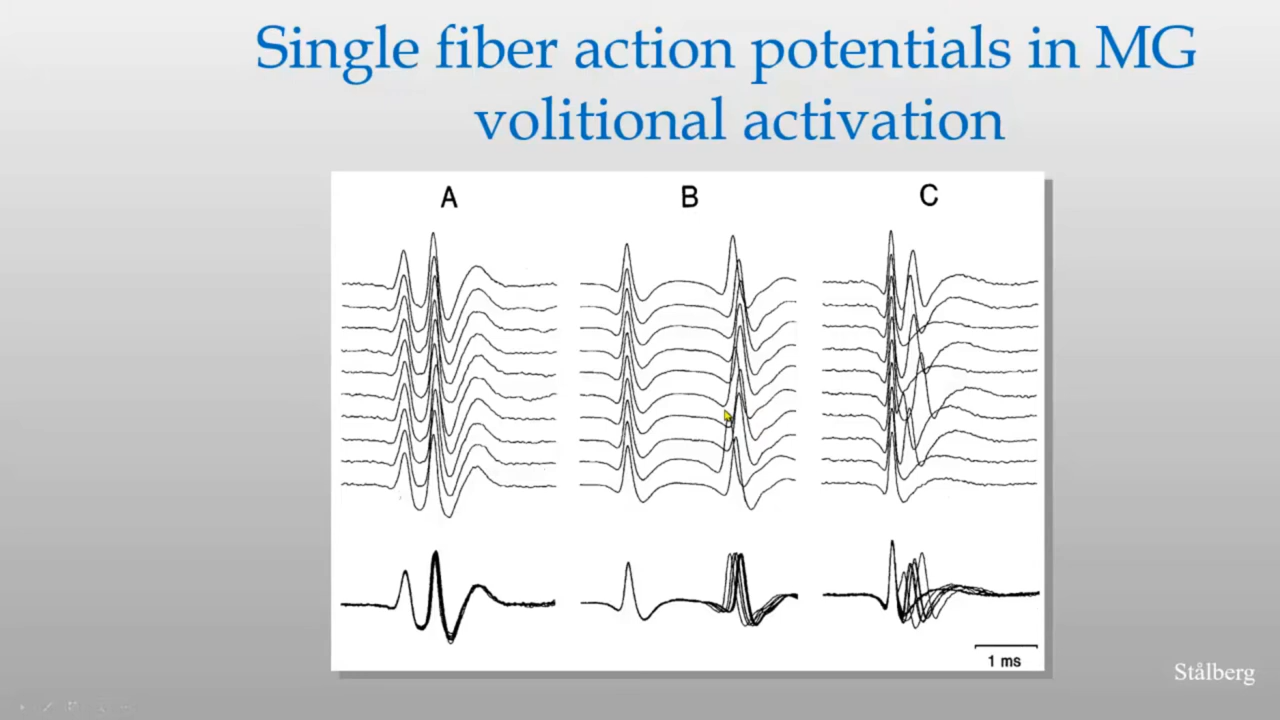 Single fiber action potentials in MG
volitional activation
A B C
1 ms
Stålberg